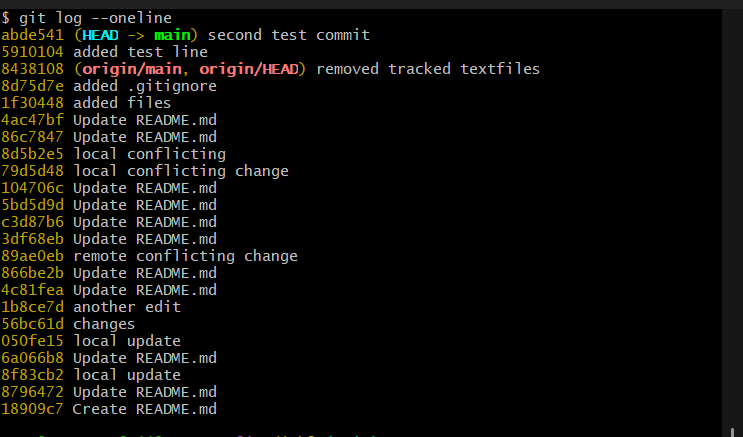 $ git log --oneline
abde541 (HEAD -> main) second test commit
5910104 added test line
8438108 (origin/main, origin/HEAD) removed tracked textfiles
8d75d7e added .gitignore
1f30448 added files
4ac47bf Update README.md
86c7847 Update README.md
8d5b2e5 local conflicting
79d5d48 local conflicting change
104706c Update README.md
5bd5d9d Update README.md
c3d87b6 Update README.md
3df68eb Update README.md
89ae0eb remote conflicting change
866be2b Update README.md
4c81fea Update README.md
1b8ce7d another edit
56bc61d changes
050fe15 local update
6a066b8 Update README.md
8f83cb2 local update
8796472 Update README.md
18909c7 Create README.md